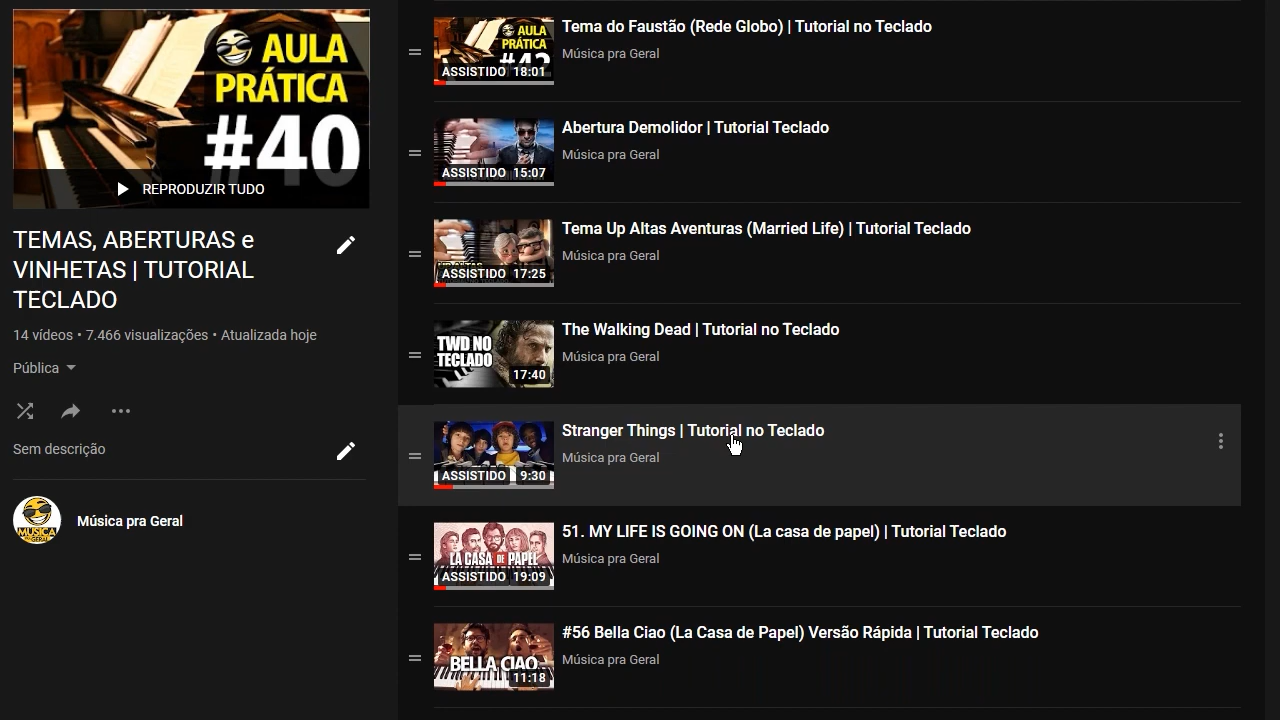 AULA
PRÁTICA
#40
REPRODUZIR TUDO
TEMAS, ABERTURAS e
VINHETAS | TUTORIAL
TECLADO
14 vídeos • 7.466 visualizações • Atualizada hoje
Pública
Sem descrição
MÚSICA
Música pra Geral
AULA
PRÁTICA
#42
ASSISTIDO 18:01
Tema do Faustão (Rede Globo) | Tutorial no Teclado
Música pra Geral
ASSISTIDO 15:07
Abertura Demolidor | Tutorial Teclado
Música pra Geral
ASSISTIDO 17:25
Tema Up Altas Aventuras (Married Life) | Tutorial Teclado
Música pra Geral
TWD NO
TECLADO
17:40
The Walking Dead | Tutorial no Teclado
Música pra Geral
ASSISTIDO 9:30
Stranger Things | Tutorial no Teclado
Música pra Geral
LA CASA DE PAPEL
ASSISTIDO 19:09
51. MY LIFE IS GOING ON (La casa de papel) | Tutorial Teclado
Música pra Geral
BELLA CIAO
11:18
#56 Bella Ciao (La Casa de Papel) Versão Rápida | Tutorial Teclado
Música pra Geral